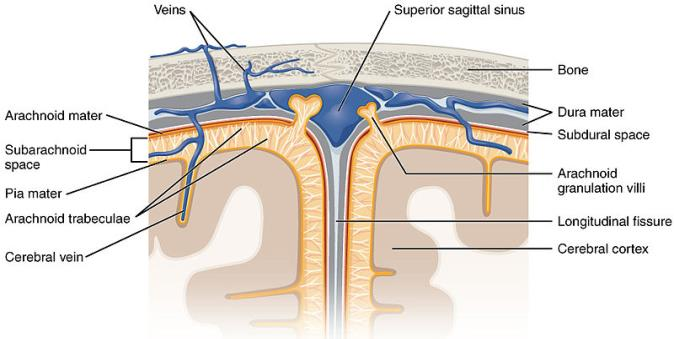 Veins
Superior sagittal sinus
Bone
Dura mater
Subdural space
Arachnoid
granulation villi
Longitudinal fissure
Cerebral cortex
Arachnoid mater
Subarachnoid
space
Pia mater
Arachnoid trabeculae
Cerebral vein